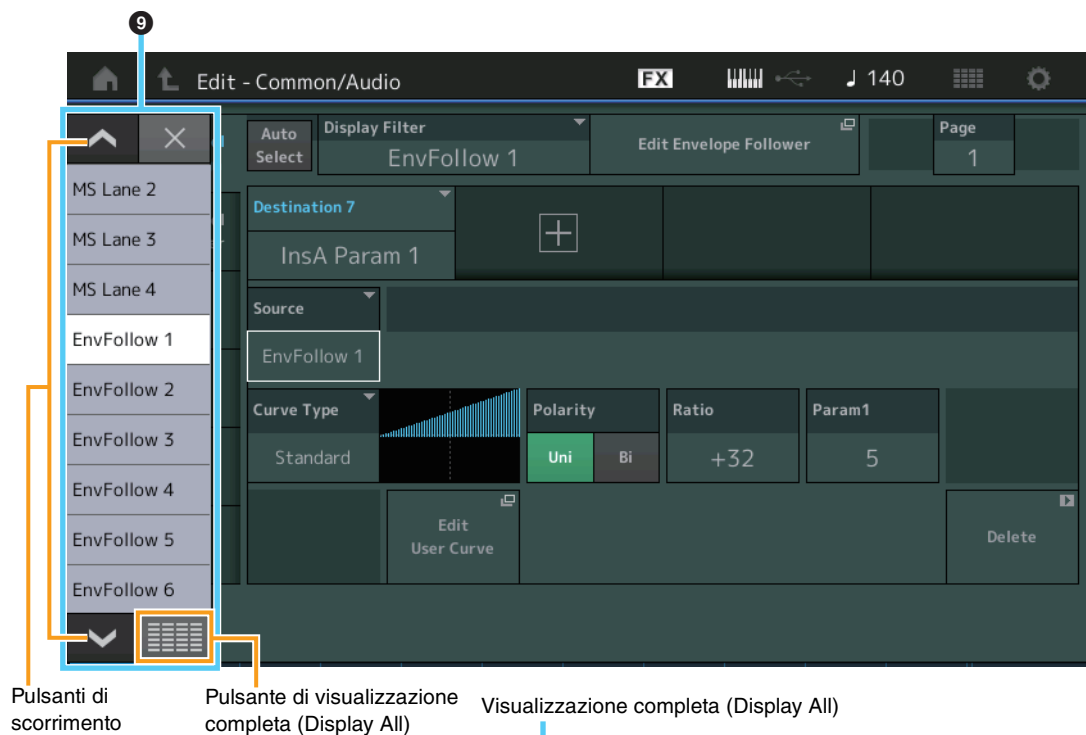 9
Edit - Common/Audio
FX
140
Auto
Select
Display Filter
EnvFollow 1
Edit Envelope Follower
Page
1
MS Lane 2
MS Lane 3
MS Lane 4
EnvFollow 1
EnvFollow 2
EnvFollow 3
EnvFollow 4
EnvFollow 5
EnvFollow 6
Destination 7
InsA Param 1
Source
EnvFollow 1
Curve Type
Standard
Polarity
Uni
Bi
Ratio
+32
Param1
5
Edit
User Curve
Delete
Pulsanti di
scorrimento
Pulsante di visualizzazione
completa (Display All)
Visualizzazione completa (Display All)